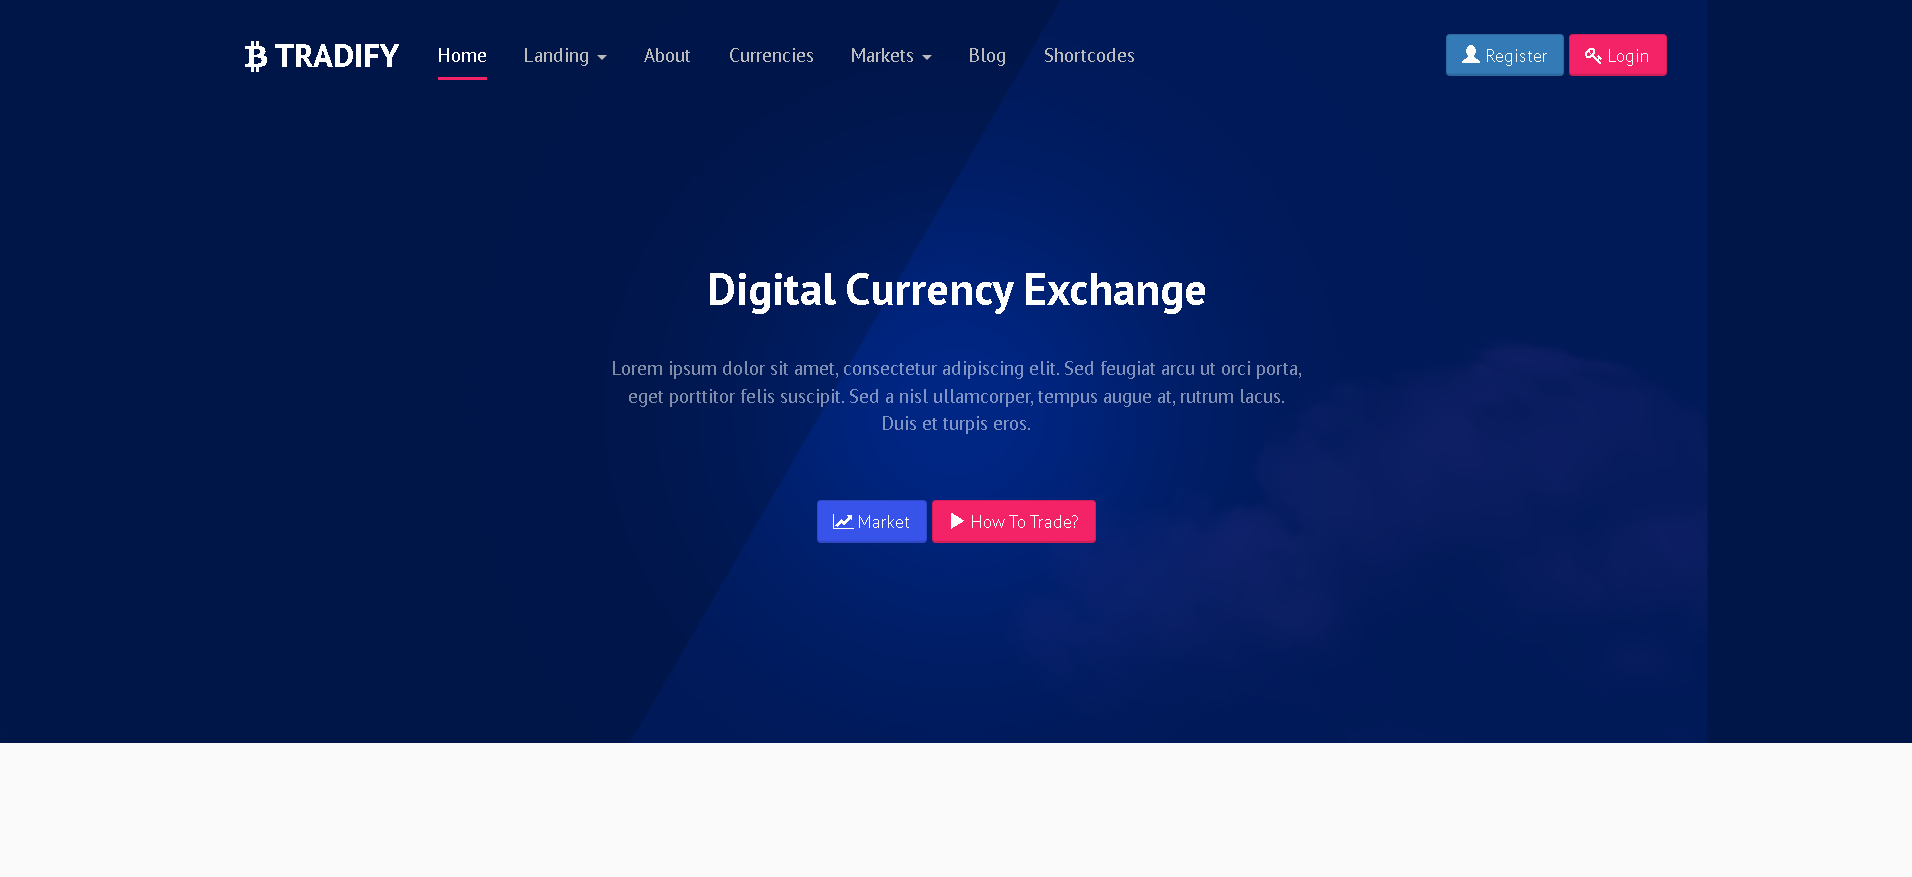 TRADIFY
Home
Landing
About
Currencies
Markets
Blog
Shortcodes
Register
Login
Digital Currency Exchange
Lorem ipsum dolor sit amet, consectetur adipiscing elit. Sed feugiat arcu ut orci porta,
eget porttitor felis suscipit. Sed a nisl ullamcorper, tempus augue at, rutrum lacus.
Duis et turpis eros.
Market
How To Trade?